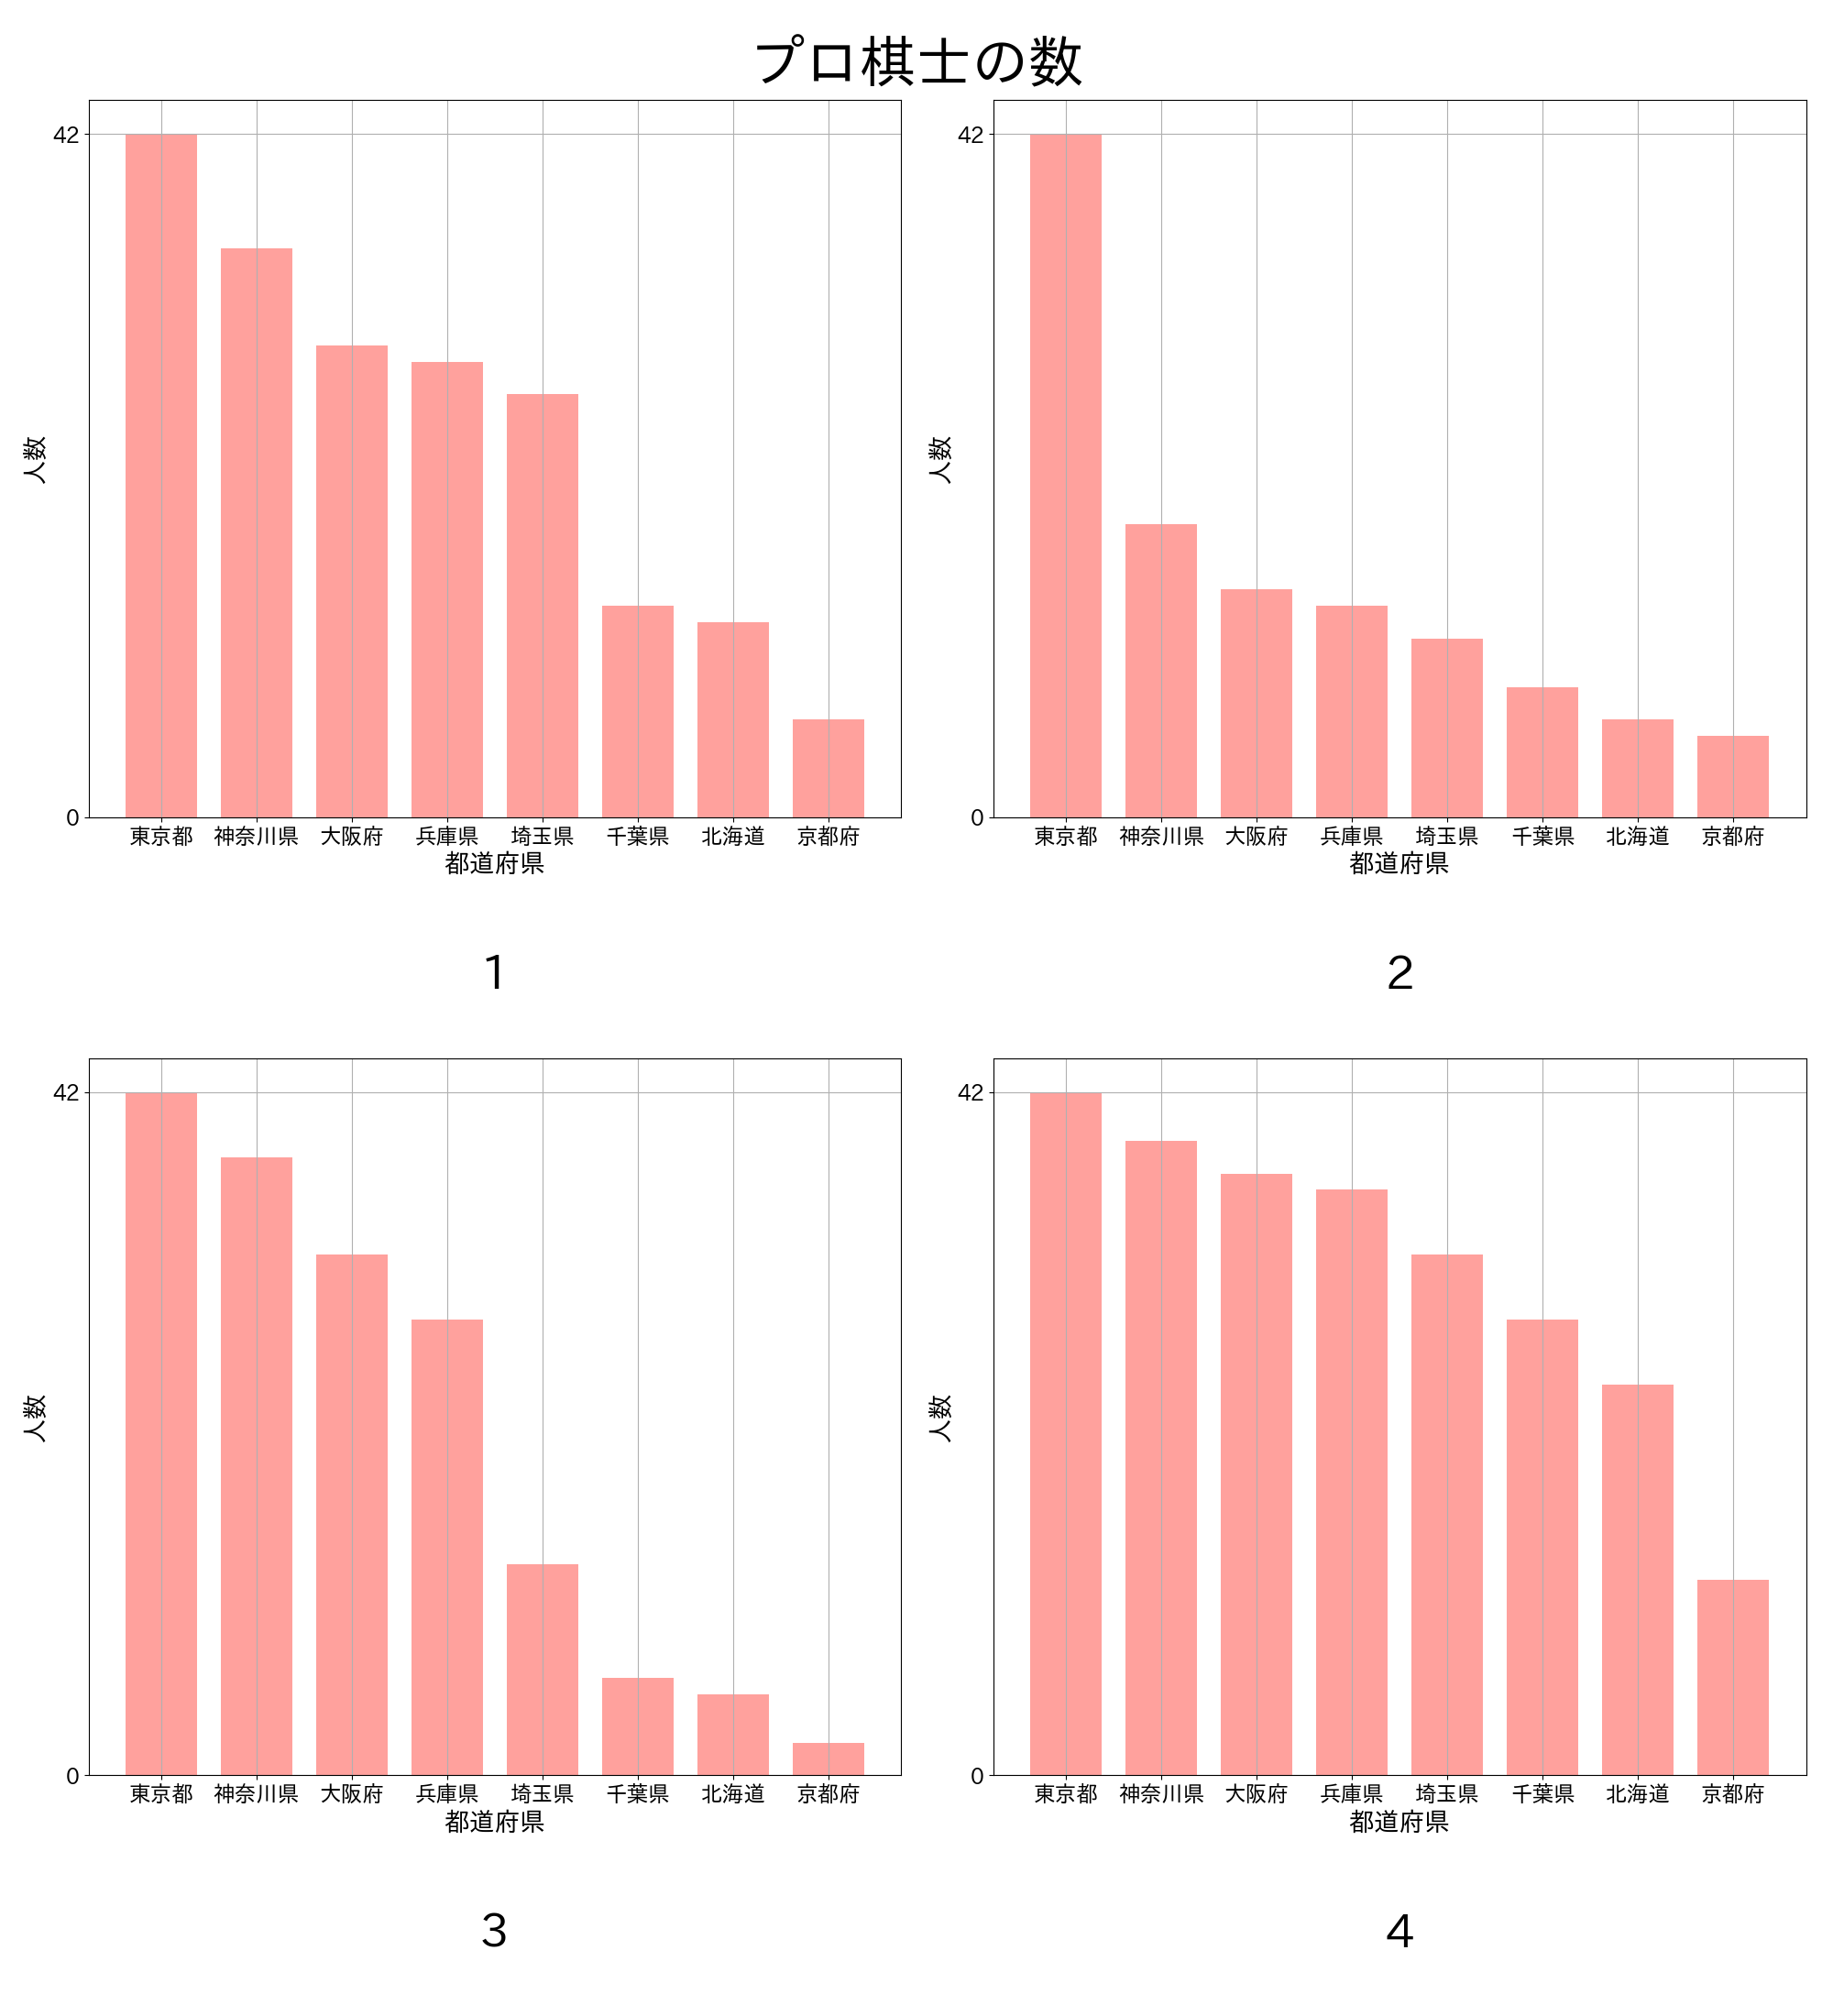 プロ棋士の数
42
0
人数
東京都 神奈川県 大阪府 兵庫県 埼玉県 千葉県 北海道 京都府
都道府県
1
42
0
人数
東京都 神奈川県 大阪府 兵庫県 埼玉県 千葉県 北海道 京都府
都道府県
2
42
0
人数
東京都 神奈川県 大阪府 兵庫県 埼玉県 千葉県 北海道 京都府
都道府県
3
42
0
人数
東京都 神奈川県 大阪府 兵庫県 埼玉県 千葉県 北海道 京都府
都道府県
4